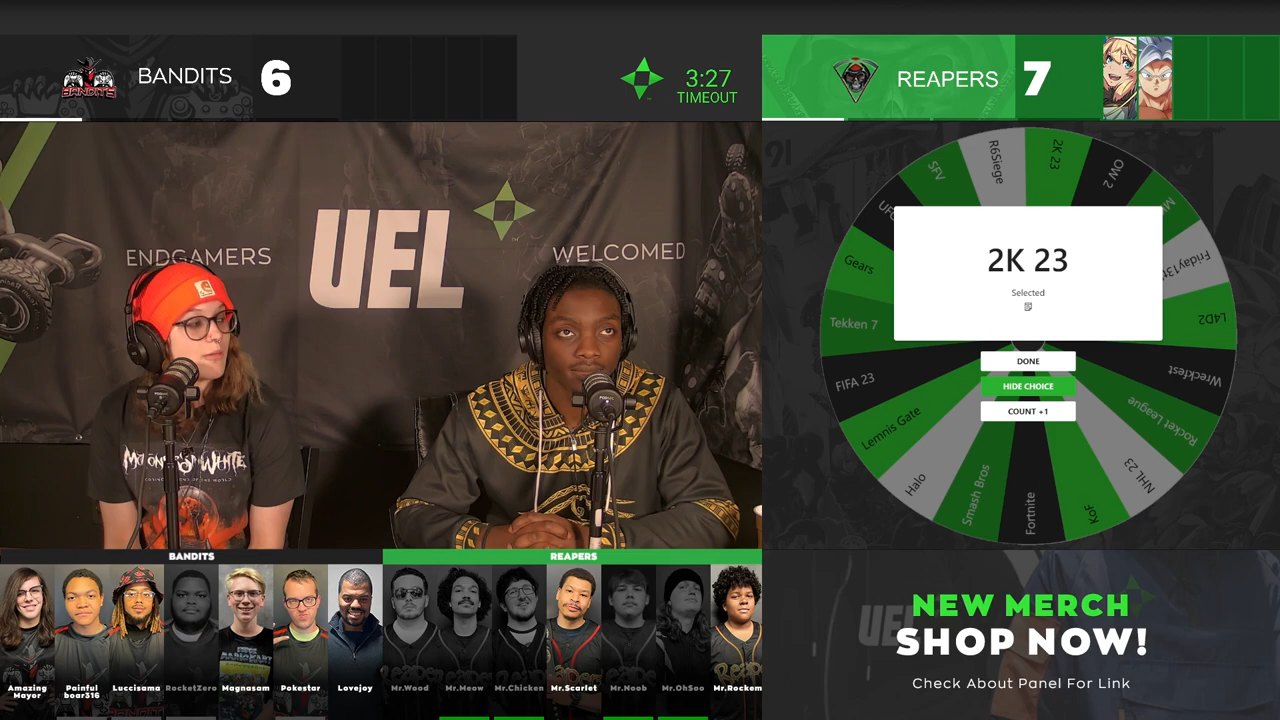 BANDITS
BANDITS 6
3:27
TIMEOUT
REAPERS 7
ENDGAMERS
UEL
WELCOMED
SFV
R6Siege
2K 23
OW 2
Friday13th
L4D2
Wreckfest
Rocket League
NHL 23
KoF
Fortnite
Smash Bros
Halo
Lemnis Gate
FIFA 23
Tekken 7
Gears
2K 23
Selected
DONE
HIDE CHOICE
COUNT +1
BANDITS
REAPERS
Amazing
Mayor
Painful
boar316
Luccisama
RocketZero
Magnasam
Pokestar
Lovejoy
Mr.Wood
Mr.Meow
Mr.Chicken
Mr.Scarlet
Mr.Noob
Mr.OhSoo
Mr.Rockem
UEL
NEW MERCH
SHOP NOW!
Check About Panel For Link